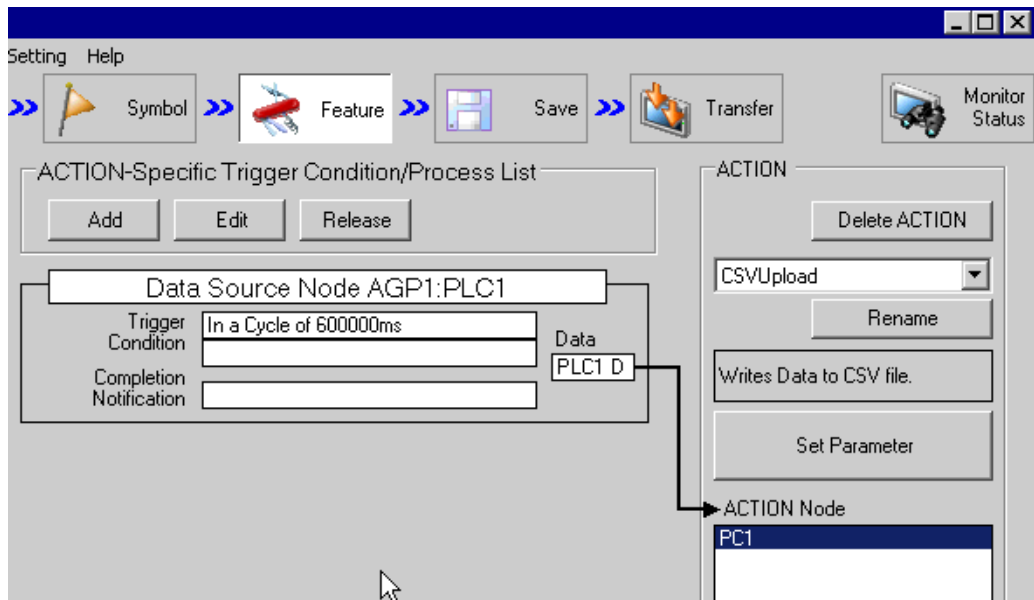 Setting Help
Symbol Feature Save Transfer Monitor Status
ACTION-Specific Trigger Condition/Process List
Add Edit Release
Data Source Node AGP1:PLC1
Trigger Condition
In a Cycle of 600000ms
Completion Notification
Data
PLC1 D
ACTION
Delete ACTION
CSVUpload
Rename
Writes Data to CSV file.
Set Parameter
ACTION Node
PC1